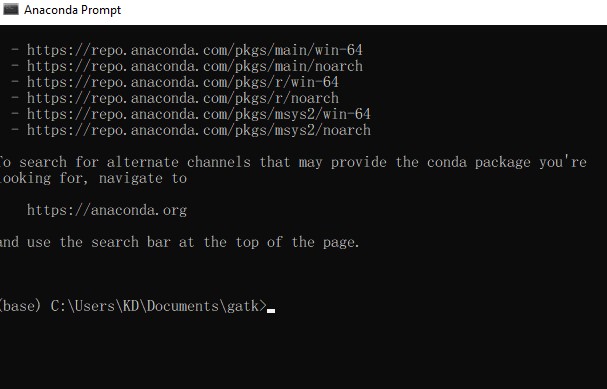 Anaconda Prompt
- https://repo.anaconda.com/pkgs/main/win-64
- https://repo.anaconda.com/pkgs/main/noarch
- https://repo.anaconda.com/pkgs/r/win-64
- https://repo.anaconda.com/pkgs/r/noarch
- https://repo.anaconda.com/pkgs/msys2/win-64
- https://repo.anaconda.com/pkgs/msys2/noarch
To search for alternate channels that may provide the conda package you're
looking for, navigate to
https://anaconda.org
and use the search bar at the top of the page.
(base) C:\Users\KD\Documents\gatk>